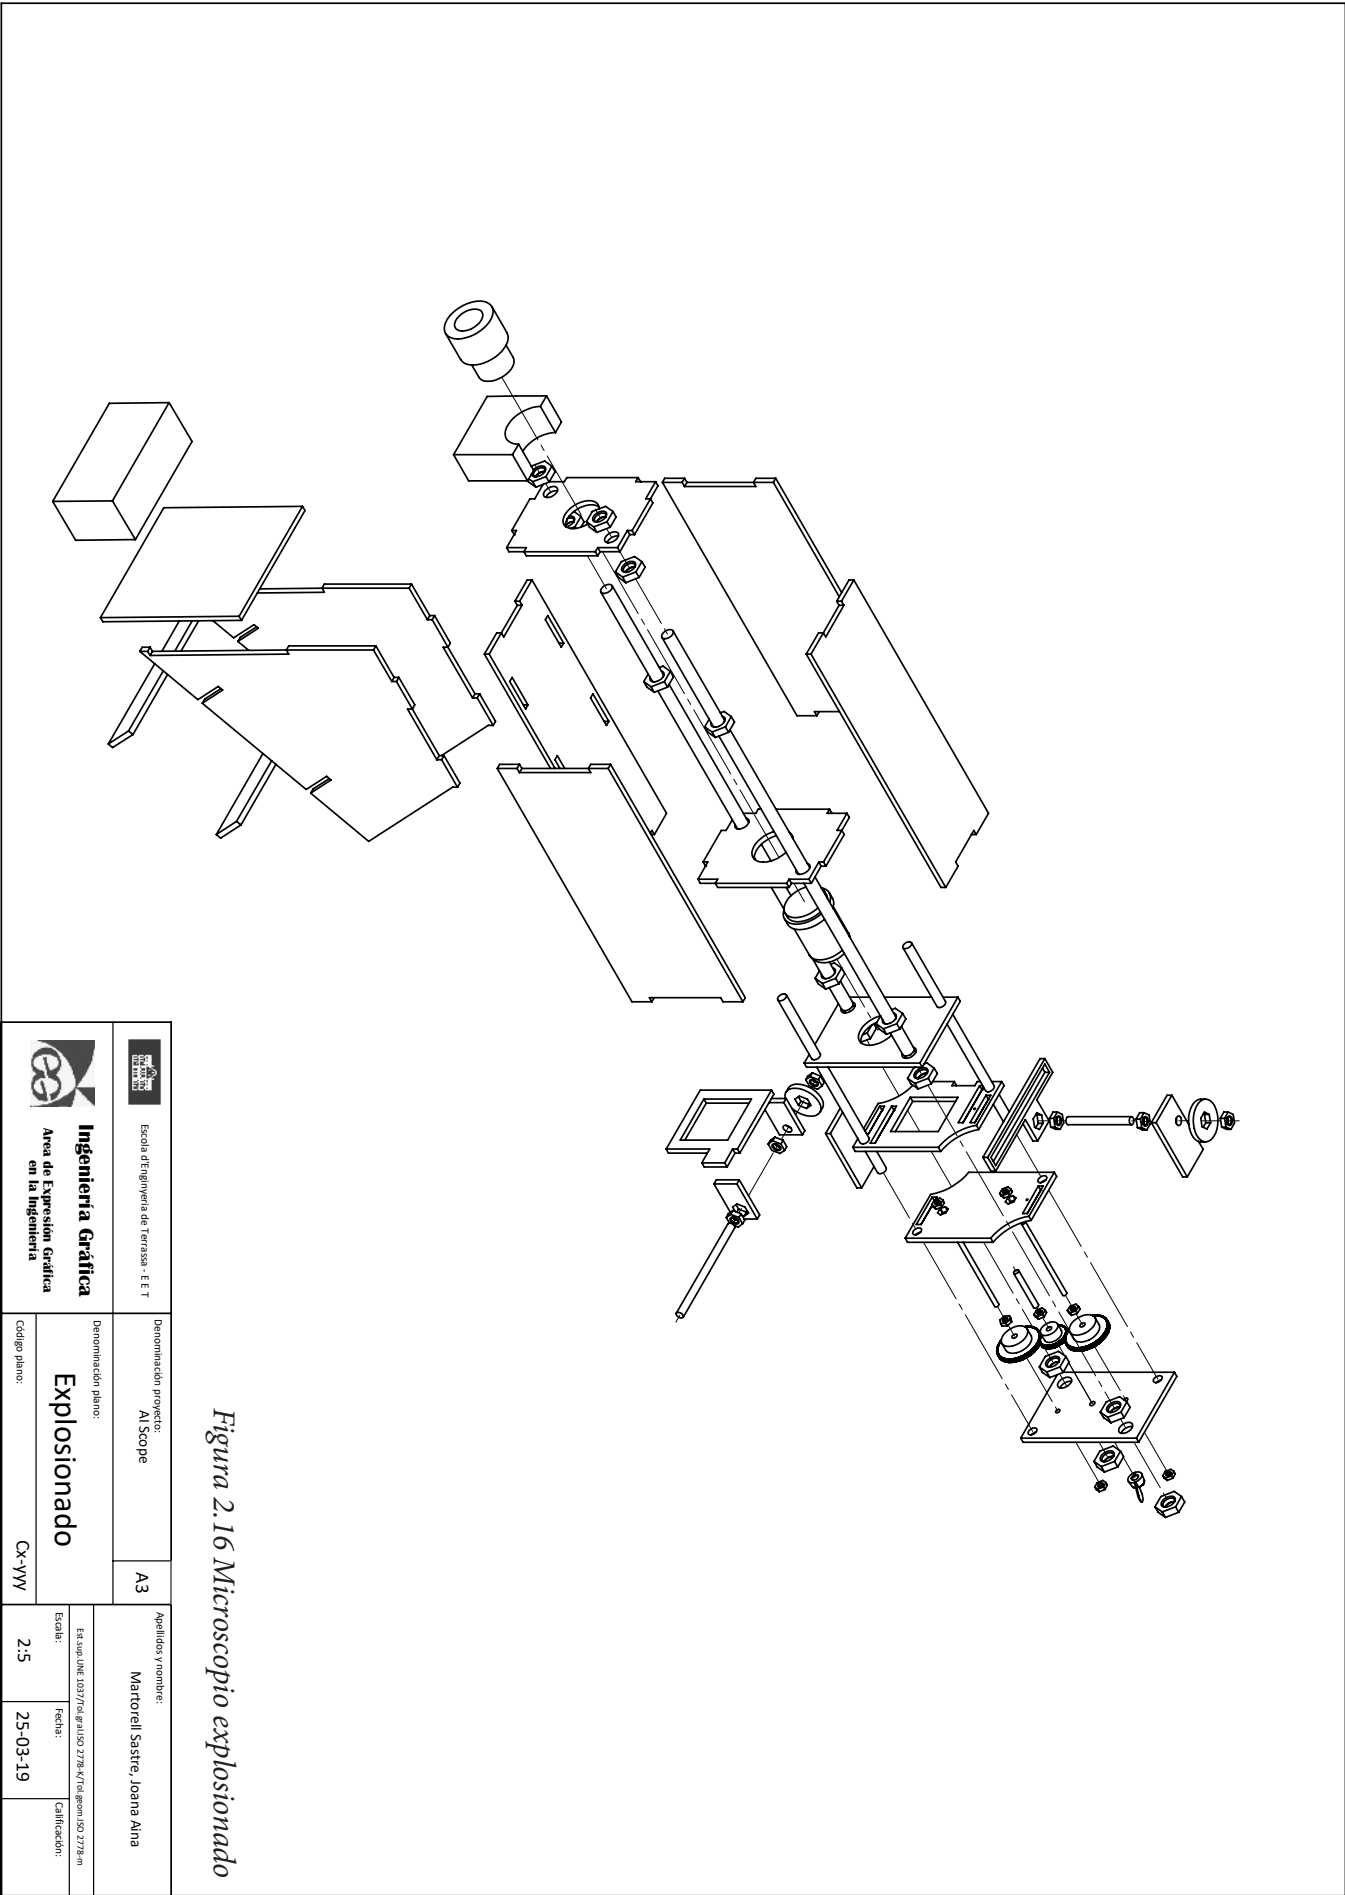 Figura 2.16 Microscopio explosionado
Escola d'Enginyeria de Terrassa - E E T
Ingeniería Gráfica
Area de Expresión Gráfica
en la Ingeniería
Denominación proyecto:
AI Scope
A3
Denominación plano:
Explosionado
Código plano:
Cx-yyy
Apellidos y nombre:
Martorell Sastre, Joana Aina
Est.sup.UNE 1037/Tol.gral.ISO 2778-K/Tol.geom.ISO 2778-m
Escala:
2:5
Fecha:
25-03-19
Calificación: